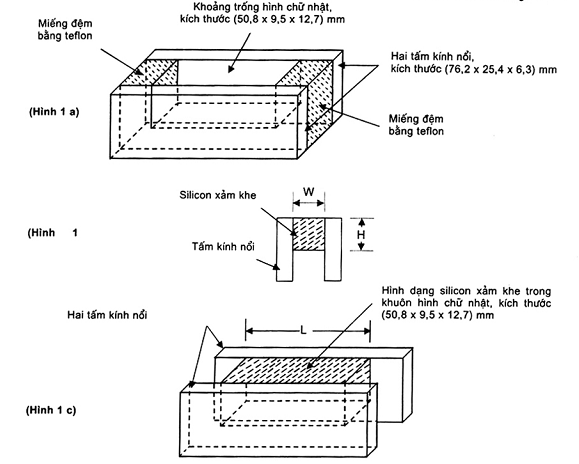 Khoảng trống hình chữ nhật,
kích thước (50,8 x 9,5 x 12,7) mm
Miếng đệm
bằng teflon
Hai tấm kính nổi,
kích thước (76,2 x 25,4 x 6,3) mm
(Hình 1 a)
Miếng đệm
bằng teflon
Silicon xảm khe
W
H
(Hình 1
Tấm kính nổi
Hình dạng silicon xảm khe trong
khuôn hình chữ nhật, kích thước
(50,8 x 9,5 x 12,7) mm
Hai tấm kính nổi
L
(Hình 1 c)